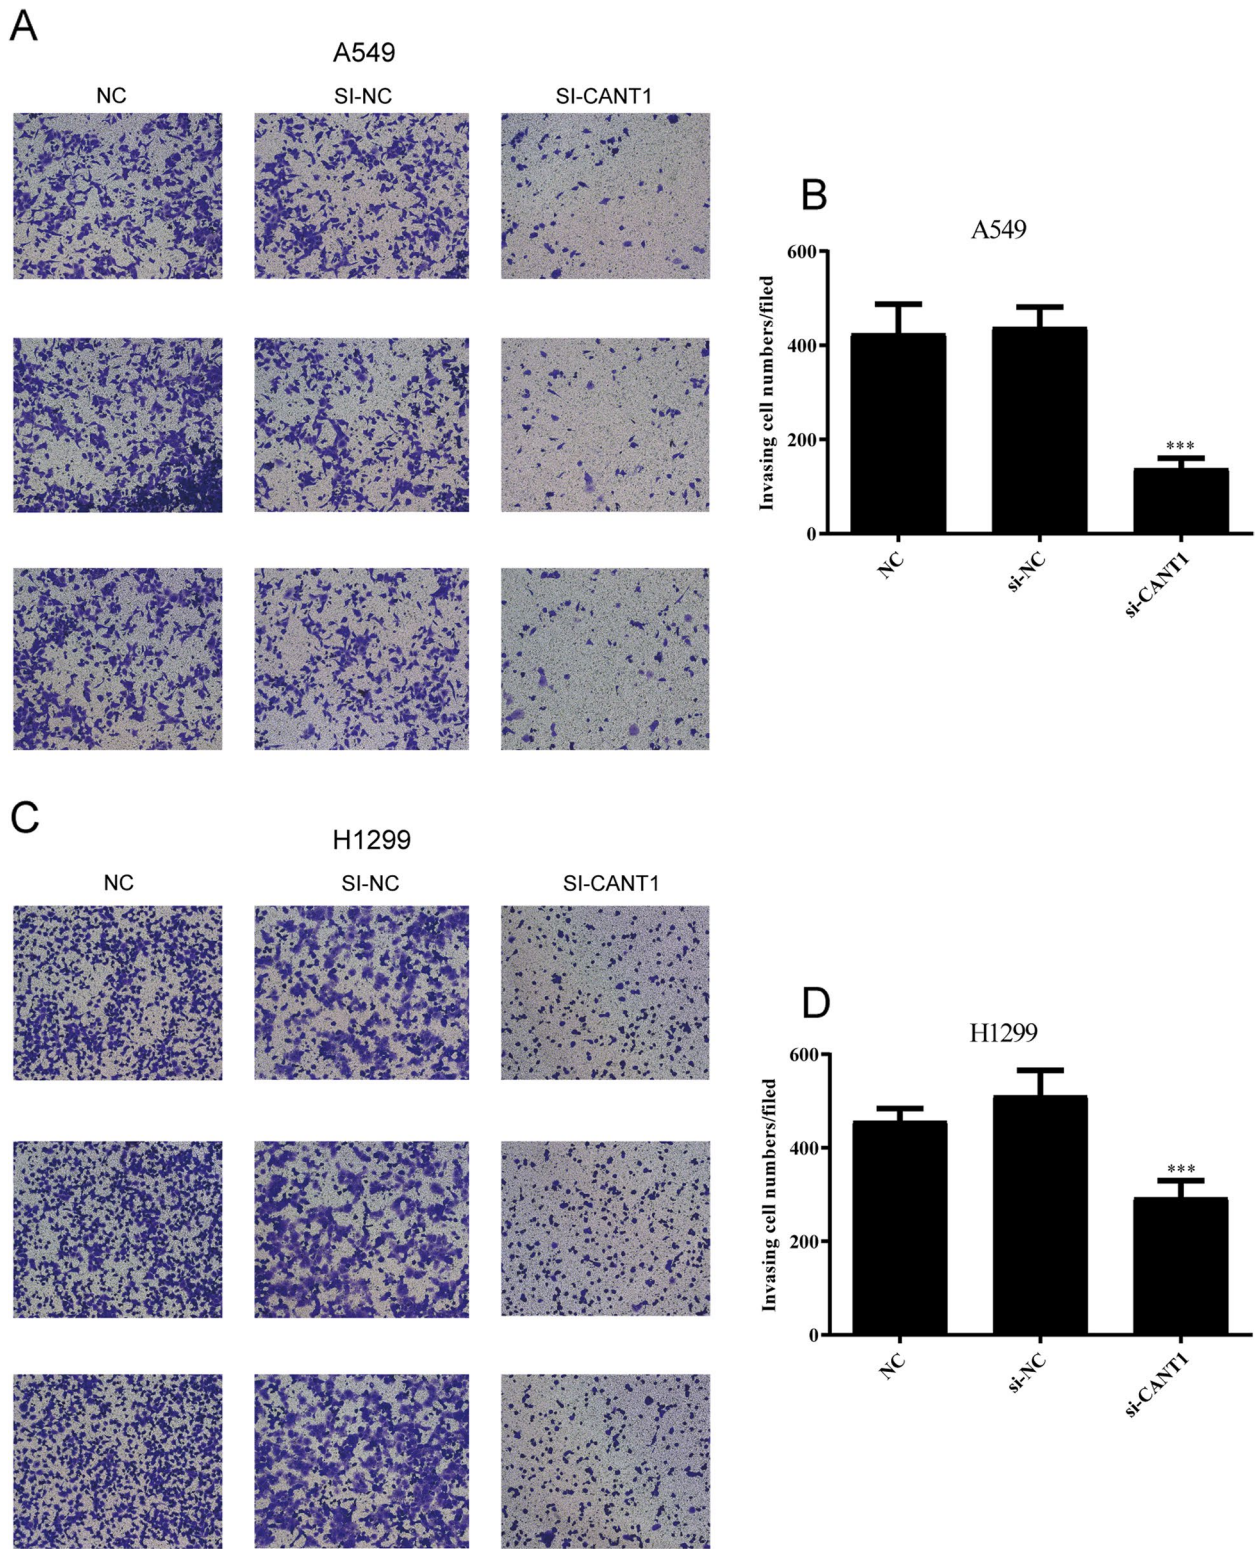 A
A549
NC SI-NC SI-CANT1
B
A549
Invasing cell numbers/filed
600
400
200
0
***
NC si-NC si-CANT1
C
H1299
NC SI-NC SI-CANT1
D
H1299
Invasing cell numbers/filed
600
400
200
0
***
NC si-NC si-CANT1